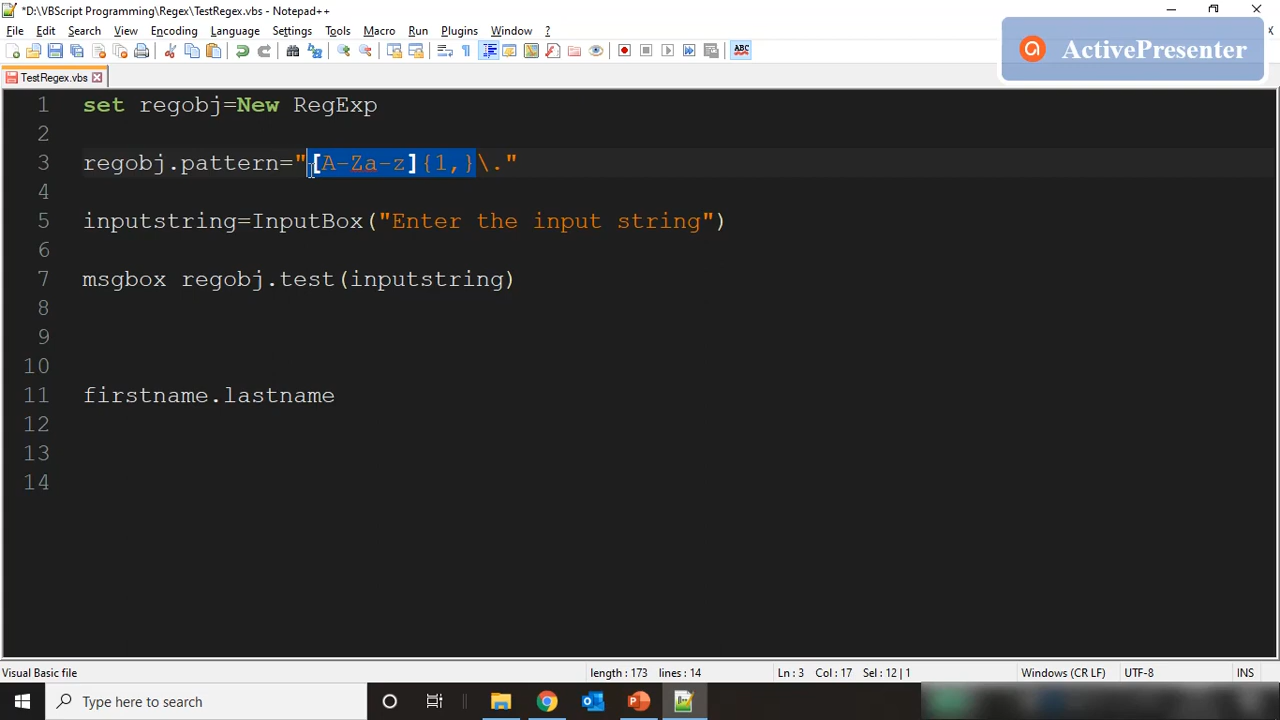 *D:\VBScript Programming\Regex\TestRegex.vbs - Notepad++
File Edit Search View Encoding Language Settings Tools Macro Run Plugins Window ?
ActivePresenter
ABC
TestRegex.vbs
1 set regobj=New RegExp
2
3 regobj.pattern="[A-Za-z]{1,}\."
4
5 inputstring=InputBox("Enter the input string")
6
7 msgbox regobj.test(inputstring)
8
9
10
11 firstname.lastname
12
13
14
Visual Basic file length : 173 lines : 14 Ln : 3 Col : 17 Sel : 12 | 1 Windows (CR LF) UTF-8 INS
Type here to search